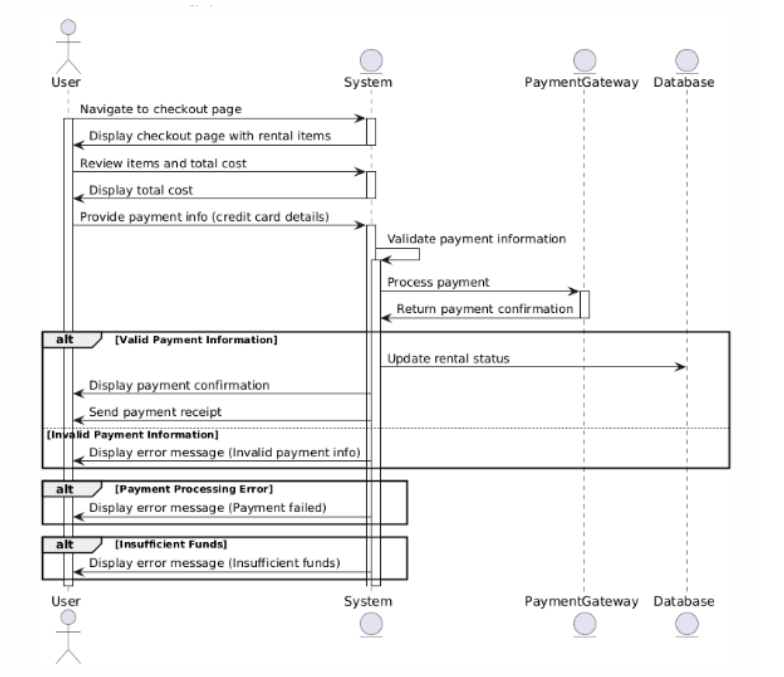 User
System
PaymentGateway
Database
Navigate to checkout page
Display checkout page with rental items
Review items and total cost
Display total cost
Provide payment info (credit card details)
Validate payment information
Process payment
Return payment confirmation
alt
[Valid Payment Information]
Update rental status
Display payment confirmation
Send payment receipt
[Invalid Payment Information]
Display error message (Invalid payment info)
alt
[Payment Processing Error]
Display error message (Payment failed)
alt
[Insufficient Funds]
Display error message (Insufficient funds)
User
System
PaymentGateway
Database